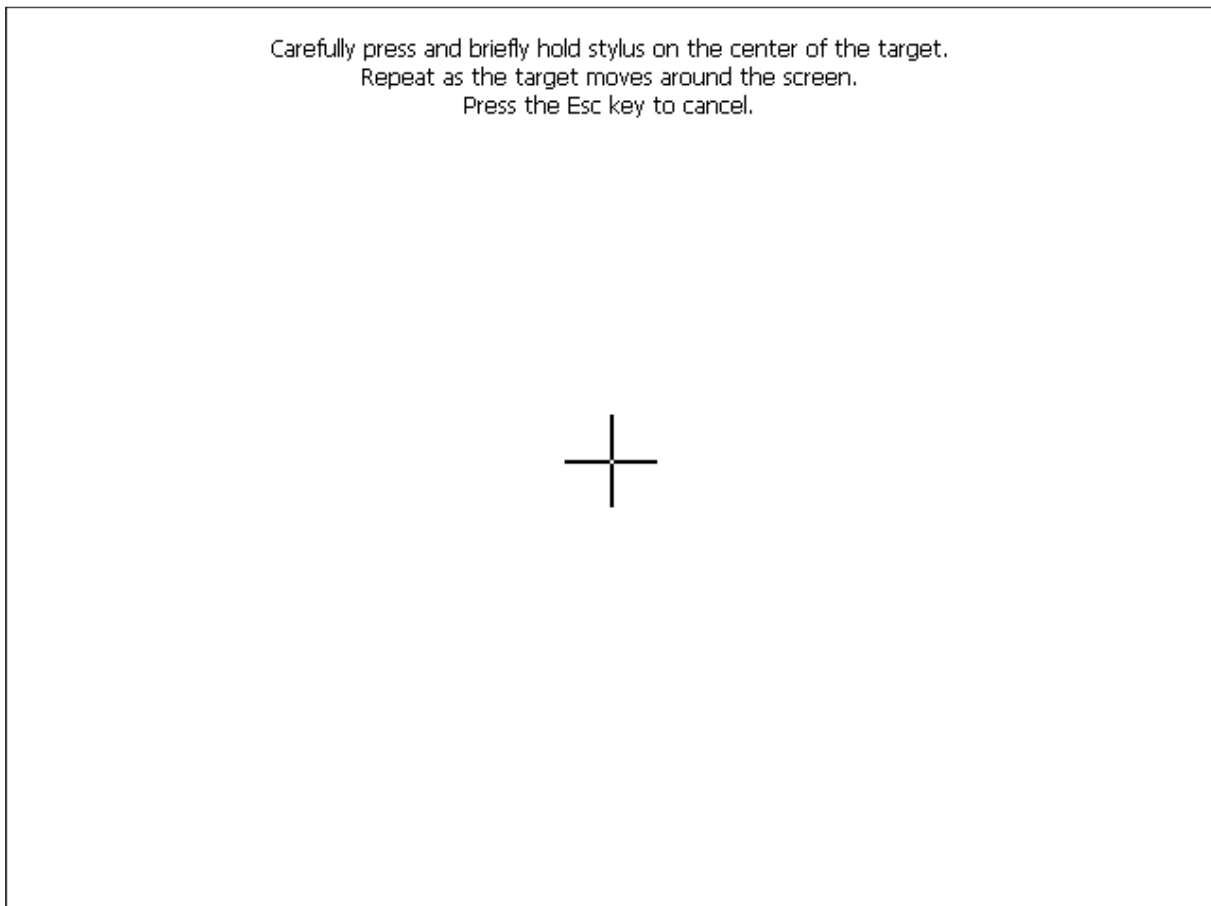 Carefully press and briefly hold stylus on the center of the target.
Repeat as the target moves around the screen.
Press the Esc key to cancel.